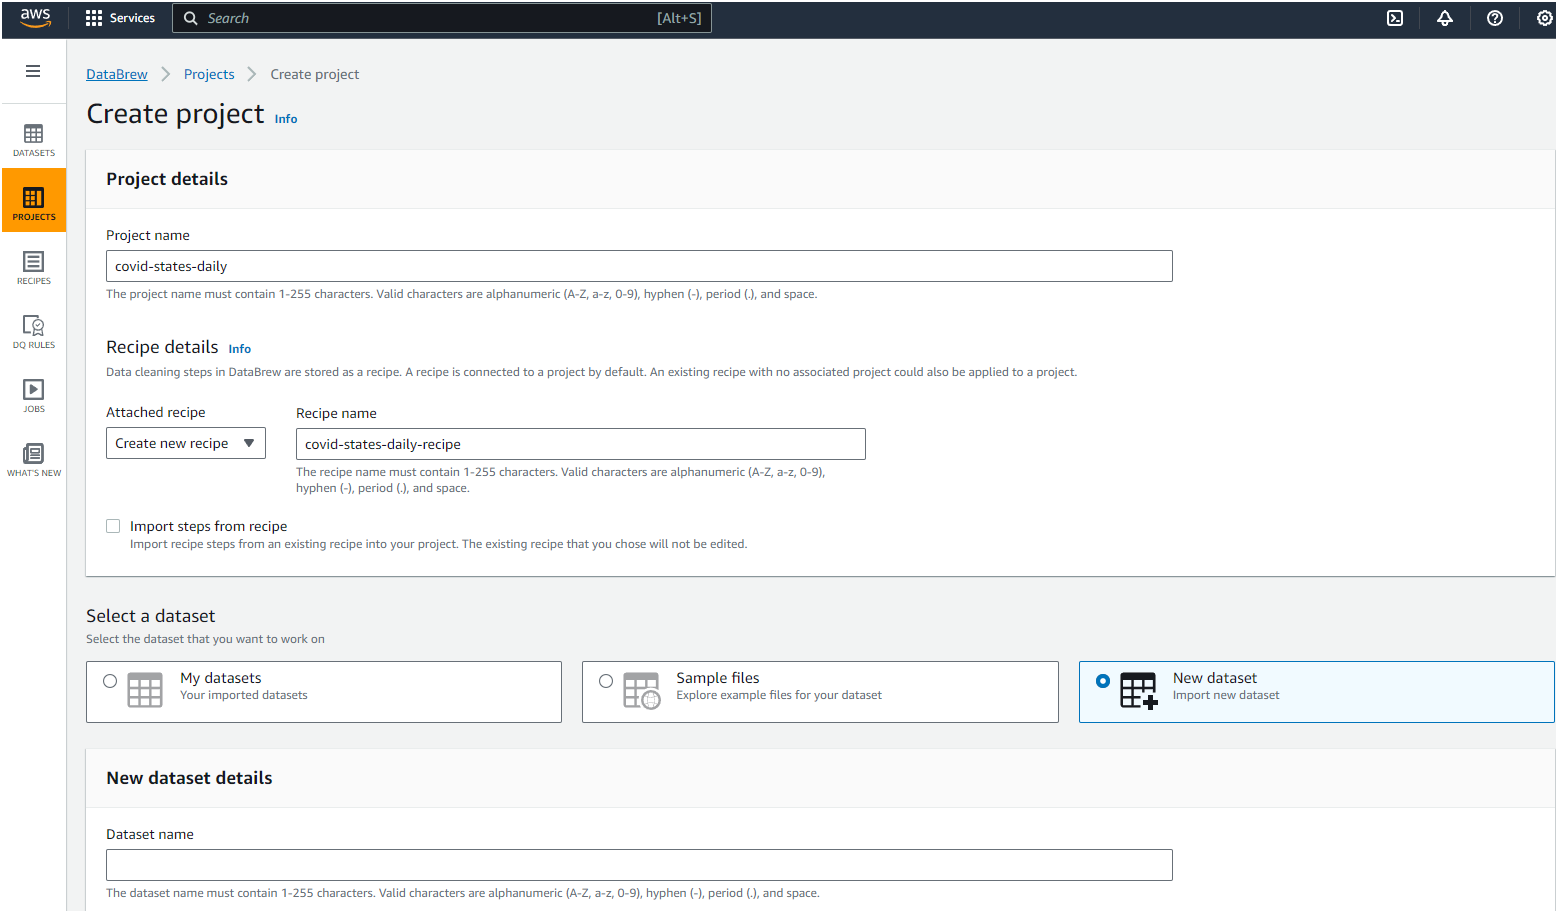 aws Services Search [Alt+S]
DataBrew Projects Create project
Create project Info
DATASETS
PROJECTS
RECIPES
DQ RULES
JOBS
WHAT'S NEW
Project details
Project name
covid-states-daily
The project name must contain 1-255 characters. Valid characters are alphanumeric (A-Z, a-z, 0-9), hyphen (-), period (.), and space.
Recipe details Info
Data cleaning steps in DataBrew are stored as a recipe. A recipe is connected to a project by default. An existing recipe with no associated project could also be applied to a project.
Attached recipe
Create new recipe
Recipe name
covid-states-daily-recipe
The recipe name must contain 1-255 characters. Valid characters are alphanumeric (A-Z, a-z, 0-9),
hyphen (-), period (.), and space.
Import steps from recipe
Import recipe steps from an existing recipe into your project. The existing recipe that you chose will not be edited.
Select a dataset
Select the dataset that you want to work on
My datasets
Your imported datasets
Sample files
Explore example files for your dataset
New dataset
Import new dataset
New dataset details
Dataset name
The dataset name must contain 1-255 characters. Valid characters are alphanumeric (A-Z, a-z, 0-9), hyphen (-), period (.), and space.